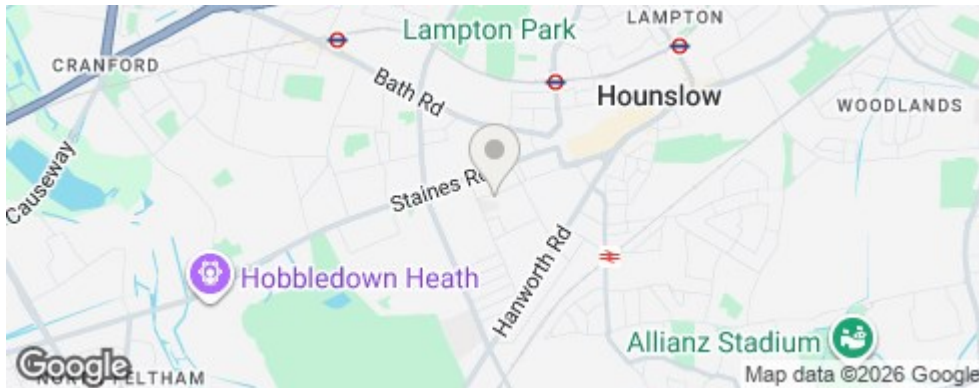 Lampton Park
LAMPTON
CRANFORD
Bath Rd
Hounslow
WOODLANDS
Causeway
Staines R
Hanworth Rd
Hobbledown Heath
Allianz Stadium
Google
FELTHAM
Map data ©2026 Google